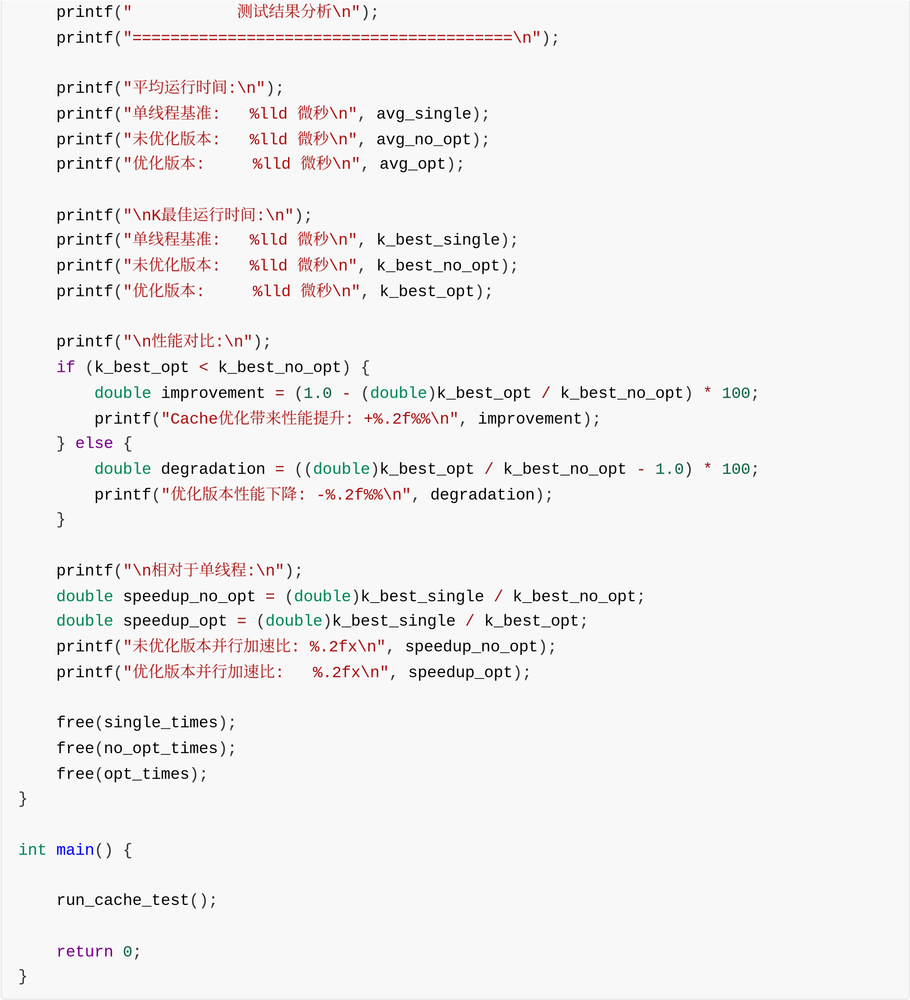 printf("           测试结果分析\n");
    printf("========================================\n");

    printf("平均运行时间:\n");
    printf("单线程基准:   %lld 微秒\n", avg_single);
    printf("未优化版本:   %lld 微秒\n", avg_no_opt);
    printf("优化版本:     %lld 微秒\n", avg_opt);

    printf("\nK最佳运行时间:\n");
    printf("单线程基准:   %lld 微秒\n", k_best_single);
    printf("未优化版本:   %lld 微秒\n", k_best_no_opt);
    printf("优化版本:     %lld 微秒\n", k_best_opt);

    printf("\n性能对比:\n");
    if (k_best_opt < k_best_no_opt) {
        double improvement = (1.0 - (double)k_best_opt / k_best_no_opt) * 100;
        printf("Cache优化带来性能提升: +%.2f%%\n", improvement);
    } else {
        double degradation = ((double)k_best_opt / k_best_no_opt - 1.0) * 100;
        printf("优化版本性能下降: -%.2f%%\n", degradation);
    }

    printf("\n相对于单线程:\n");
    double speedup_no_opt = (double)k_best_single / k_best_no_opt;
    double speedup_opt = (double)k_best_single / k_best_opt;
    printf("未优化版本并行加速比: %.2fx\n", speedup_no_opt);
    printf("优化版本并行加速比:   %.2fx\n", speedup_opt);

    free(single_times);
    free(no_opt_times);
    free(opt_times);
}

int main() {

    run_cache_test();

    return 0;
}